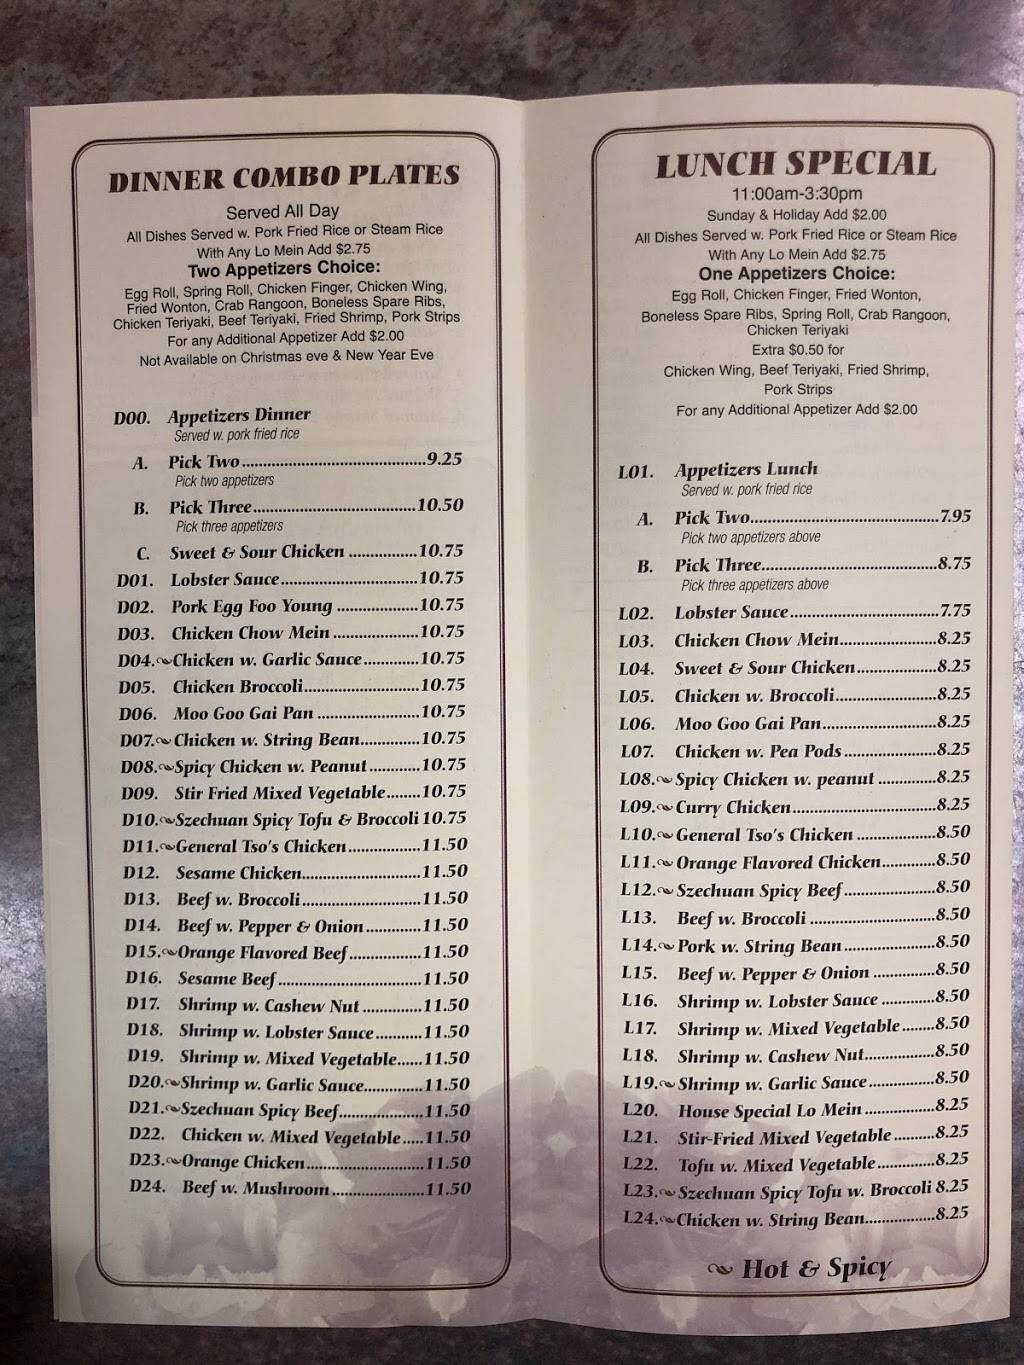 DINNER COMBO PLATES
Served All Day
All Dishes Served w. Pork Fried Rice or Steam Rice
With Any Lo Mein Add $2.75
Two Appetizers Choice:
Egg Roll, Spring Roll, Chicken Finger, Chicken Wing,
Fried Wonton, Crab Rangoon, Boneless Spare Ribs,
Chicken Teriyaki, Beef Teriyaki, Fried Shrimp, Pork Strips
For any Additional Appetizer Add $2.00
Not Available on Christmas eve & New Year Eve
D00. Appetizers Dinner
Served w. pork fried rice
A. Pick Two 9.25
Pick two appetizers
B. Pick Three 10.50
Pick three appetizers
C. Sweet & Sour Chicken 10.75
D01. Lobster Sauce 10.75
D02. Pork Egg Foo Young 10.75
D03. Chicken Chow Mein 10.75
D04. Chicken w. Garlic Sauce 10.75
D05. Chicken Broccoli 10.75
D06. Moo Goo Gai Pan 10.75
D07. Chicken w. String Bean 10.75
D08. Spicy Chicken w. Peanut 10.75
D09. Stir Fried Mixed Vegetable 10.75
D10. Szechuan Spicy Tofu & Broccoli 10.75
D11. General Tso's Chicken 11.50
D12. Sesame Chicken 11.50
D13. Beef w. Broccoli 11.50
D14. Beef w. Pepper & Onion 11.50
D15. Orange Flavored Beef 11.50
D16. Sesame Beef 11.50
D17. Shrimp w. Cashew Nut 11.50
D18. Shrimp w. Lobster Sauce 11.50
D19. Shrimp w. Mixed Vegetable 11.50
D20. Shrimp w. Garlic Sauce 11.50
D21. Szechuan Spicy Beef 11.50
D22. Chicken w. Mixed Vegetable 11.50
D23. Orange Chicken 11.50
D24. Beef w. Mushroom 11.50
LUNCH SPECIAL
11:00am-3:30pm
Sunday & Holiday Add $2.00
All Dishes Served w. Pork Fried Rice or Steam Rice
With Any Lo Mein Add $2.75
One Appetizers Choice:
Egg Roll, Chicken Finger, Fried Wonton,
Boneless Spare Ribs, Spring Roll, Crab Rangoon,
Chicken Teriyaki
Extra $0.50 for
Chicken Wing, Beef Teriyaki, Fried Shrimp,
Pork Strips
For any Additional Appetizer Add $2.00
L01. Appetizers Lunch
Served w. pork fried rice
A. Pick Two 7.95
Pick two appetizers above
B. Pick Three 8.75
Pick three appetizers above
L02. Lobster Sauce 7.75
L03. Chicken Chow Mein 8.25
L04. Sweet & Sour Chicken 8.25
L05. Chicken w. Broccoli 8.25
L06. Moo Goo Gai Pan 8.25
L07. Chicken w. Pea Pods 8.25
L08. Spicy Chicken w. peanut 8.25
L09. Curry Chicken 8.25
L10. General Tso's Chicken 8.50
L11. Orange Flavored Chicken 8.50
L12. Szechuan Spicy Beef 8.50
L13. Beef w. Broccoli 8.50
L14. Pork w. String Bean 8.50
L15. Beef w. Pepper & Onion 8.50
L16. Shrimp w. Lobster Sauce 8.50
L17. Shrimp w. Mixed Vegetable 8.50
L18. Shrimp w. Cashew Nut 8.50
L19. Shrimp w. Garlic Sauce 8.50
L20. House Special Lo Mein 8.25
L21. Stir-Fried Mixed Vegetable 8.25
L22. Tofu w. Mixed Vegetable 8.25
L23. Szechuan Spicy Tofu w. Broccoli 8.25
L24. Chicken w. String Bean 8.25
Hot & Spicy